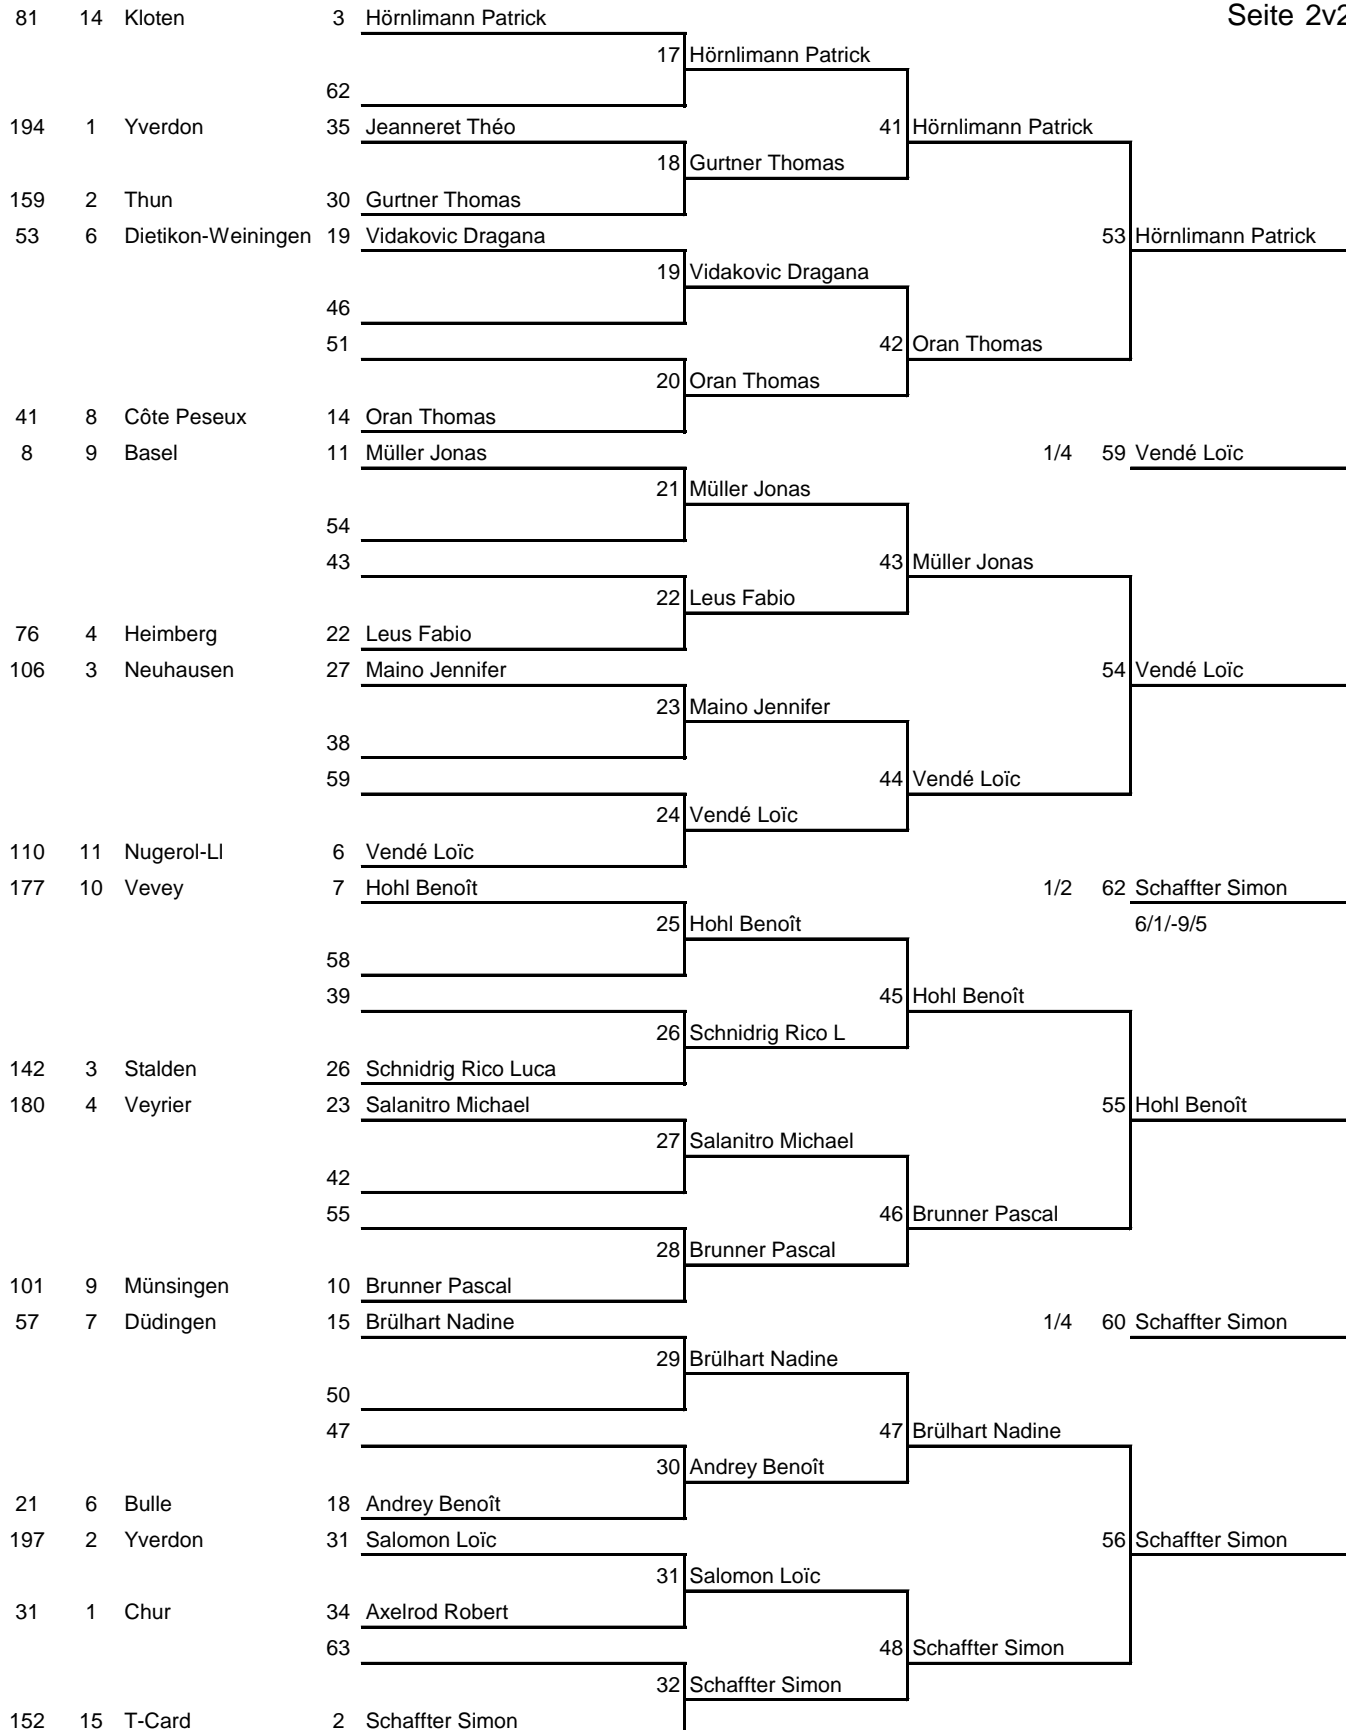 81 14 Kloten 3 Hörnlimann Patrick Seite 2v2
17 Hörnlimann Patrick
62
194 1 Yverdon 35 Jeanneret Théo 41 Hörnlimann Patrick
18 Gurtner Thomas
159 2 Thun 30 Gurtner Thomas
53 6 Dietikon-Weiningen 19 Vidakovic Dragana 53 Hörnlimann Patrick
19 Vidakovic Dragana
46
51 42 Oran Thomas
20 Oran Thomas
41 8 Côte Peseux 14 Oran Thomas
8 9 Basel 11 Müller Jonas 1/4 59 Vendé Loïc
21 Müller Jonas
54
43 43 Müller Jonas
22 Leus Fabio
76 4 Heimberg 22 Leus Fabio
106 3 Neuhausen 27 Maino Jennifer 54 Vendé Loïc
23 Maino Jennifer
38
59 44 Vendé Loïc
24 Vendé Loïc
110 11 Nugerol-Ll 6 Vendé Loïc
177 10 Vevey 7 Hohl Benoît 1/2 62 Schaffter Simon
25 Hohl Benoît 6/1/-9/5
58
39 45 Hohl Benoît
26 Schnidrig Rico L
142 3 Stalden 26 Schnidrig Rico Luca
180 4 Veyrier 23 Salanitro Michael 55 Hohl Benoît
27 Salanitro Michael
42
55 46 Brunner Pascal
28 Brunner Pascal
101 9 Münsingen 10 Brunner Pascal
57 7 Düdingen 15 Brülhart Nadine 1/4 60 Schaffter Simon
29 Brülhart Nadine
50
47 47 Brülhart Nadine
30 Andrey Benoît
21 6 Bulle 18 Andrey Benoît
197 2 Yverdon 31 Salomon Loïc 56 Schaffter Simon
31 Salomon Loïc
31 1 Chur 34 Axelrod Robert
63 48 Schaffter Simon
32 Schaffter Simon
152 15 T-Card 2 Schaffter Simon